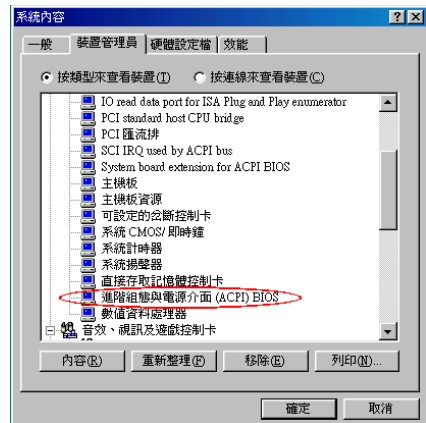 系統內容
一般 裝置管理員 硬體設定檔 效能
按類型來查看裝置(T) 按連線來查看裝置(C)
IO read data port for ISA Plug and Play enumerator
PCI standard host CPU bridge
PCI 匯流排
SCI IRQ used by ACPI bus
System board extension for ACPI BIOS
主機板
主機板資源
可設定的岔斷控制卡
系統 CMOS/ 即時鐘
系統計時器
系統揚聲器
直接存取記憶體控制卡
進階組態與電源介面 (ACPI) BIOS
數值資料處理器
音效、視訊及遊戲控制卡
內容(R) 重新整理(F) 移除(E) 列印(N)...
確定 取消